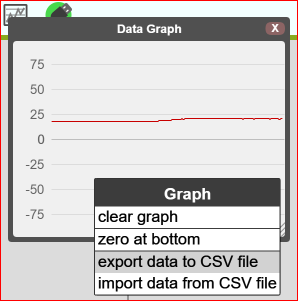 Data Graph
X
75
50
25
0
-25
-50
-75
Graph
clear graph
zero at bottom
export data to CSV file
import data from CSV file